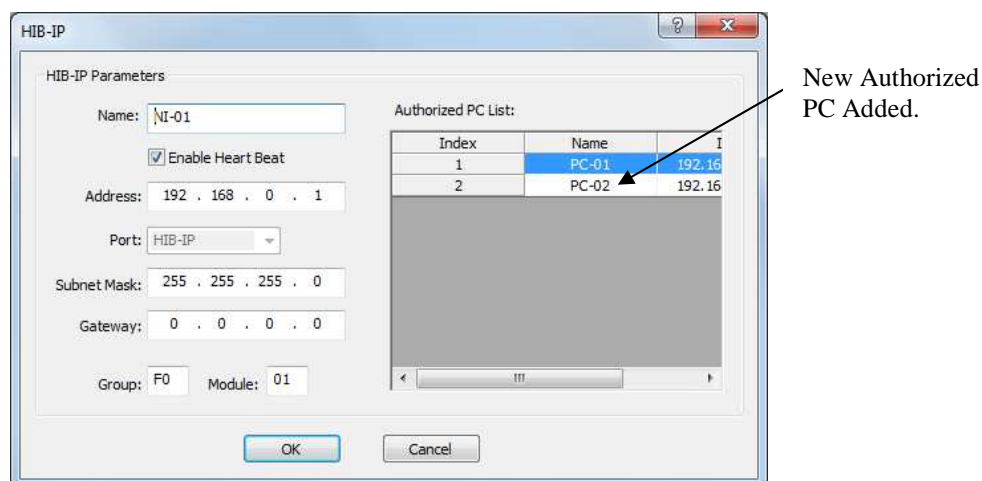 HIB-IP
HIB-IP Parameters
Name: NI-01
Enable Heart Beat
Address: 192 . 168 . 0 . 1
Port: HIB-IP
Subnet Mask: 255 . 255 . 255 . 0
Gateway: 0 . 0 . 0 . 0
Group: F0 Module: 01
Authorized PC List:
Index Name I
1 PC-01 192.16
2 PC-02 192.16
OK Cancel
New Authorized
PC Added.